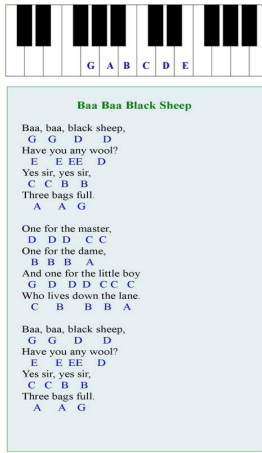 G A B C D E
Baa Baa Black Sheep
Baa, baa, black sheep,
G G D D
Have you any wool?
E E EE D
Yes sir, yes sir,
C C B B
Three bags full.
A A G
One for the master,
D D D C C
One for the dame,
B B B A
And one for the little boy
G D D D C C C
Who lives down the lane.
C B B B A
Baa, baa, black sheep,
G G D D
Have you any wool?
E E EE D
Yes sir, yes sir,
C C B B
Three bags full.
A A G